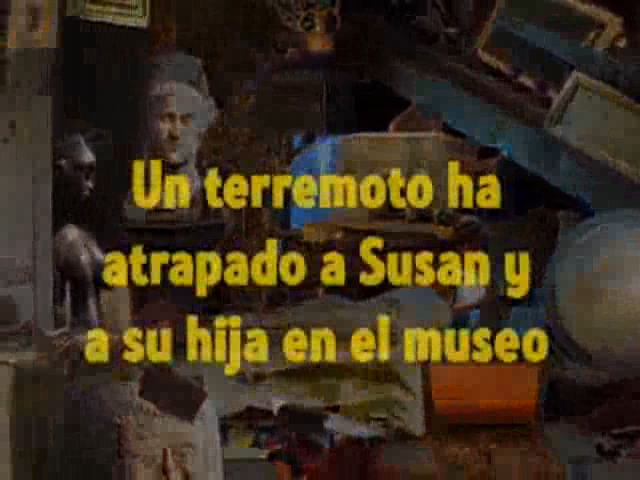 Un terremoto ha
atrapado a Susan y
a su hija en el museo